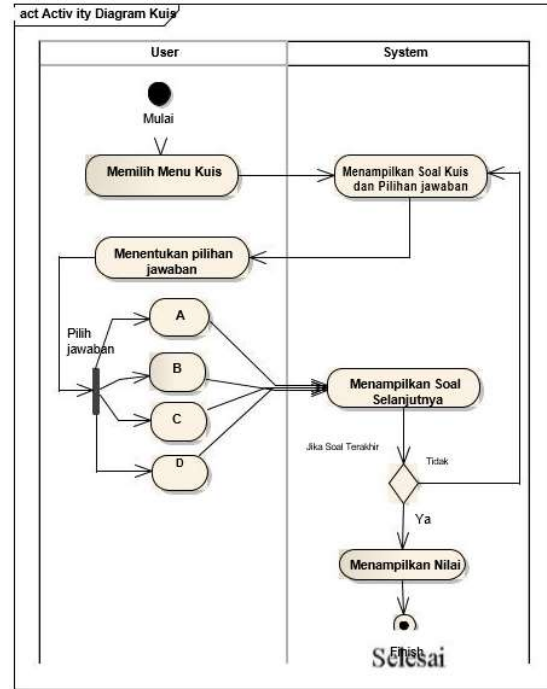 act Activ ity Diagram Kuis
User
System
Mulai
Memilih Menu Kuis
Menampilkan Soal Kuis
dan Pilihan jawaban
Menentukan pilihan
jawaban
Pilih
jawaban
A
B
C
D
Menampilkan Soal
Selanjutnya
Jika Soal Terakhir
Tidak
Ya
Menampilkan Nilai
Finish
Selesai